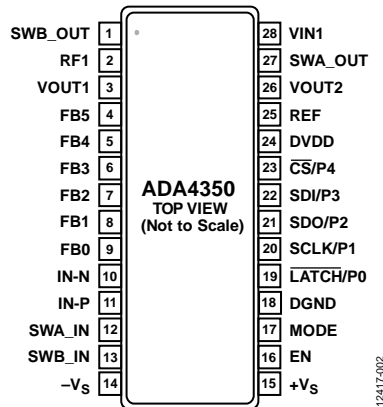 SWB_OUT 1 28 VIN1
RF1 2 27 SWA_OUT
VOUT1 3 26 VOUT2
FB5 4 25 REF
FB4 5 24 DVDD
FB3 6 23 C̅S̅/P4
FB2 7 22 SDI/P3
FB1 8 21 SDO/P2
FB0 9 20 SCLK/P1
IN-N 10 19 L̅A̅T̅C̅H̅/P0
IN-P 11 18 DGND
SWA_IN 12 17 MODE
SWB_IN 13 16 EN
–VS 14 15 +VS
ADA4350
TOP VIEW
(Not to Scale)
12417-002